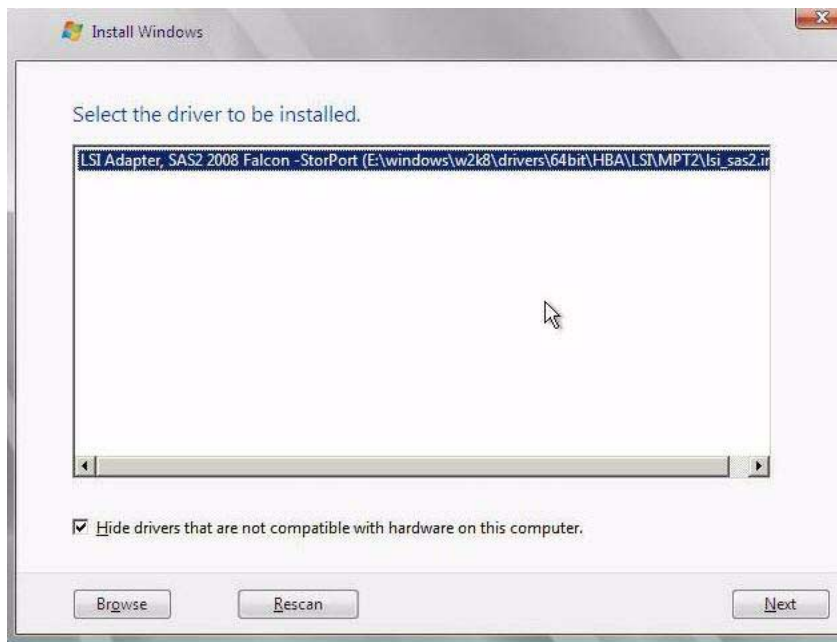 Install Windows
Select the driver to be installed.
LSI Adapter, SAS2 2008 Falcon -StorPort (E:\windows\w2k8\drivers\64bit\HBA\LSI\MPT2\lsi_sas2.in
Hide drivers that are not compatible with hardware on this computer.
Browse
Rescan
Next